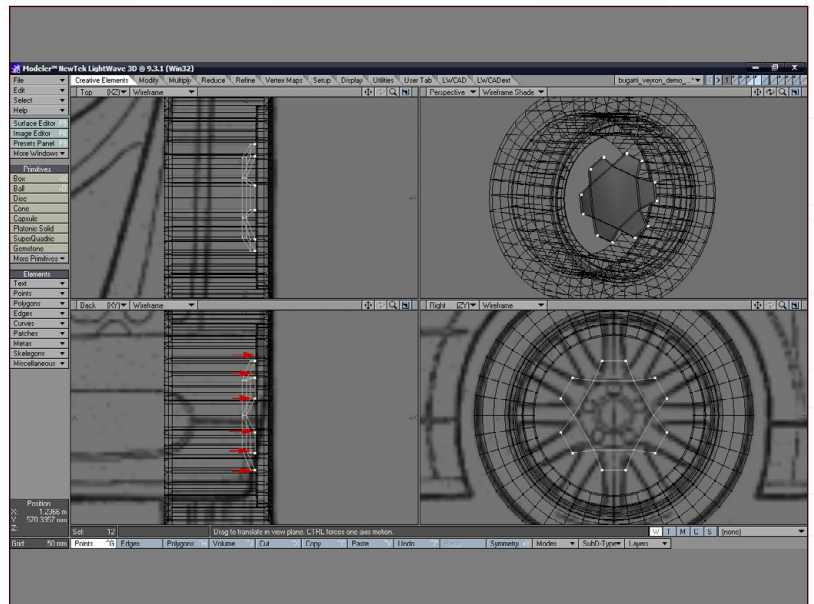 Modeler™ NewTek LightWave 3D ® 9.3.1 (Win32)
File
Creative Elements Modify Multiply Reduce Refine Vertex Maps Setup Display Utilities User Tab LWCAD LWCADext
bugatti_veyron_demo_...*
1
Edit
Select
Help
Surface Editor F5
Image Editor F6
Presets Panel F8
More Windows
Primitives
Box
Ball
Disc
Cone
Capsule
Platonic Solid
SuperQuadric
Gemstone
More Primitives
Elements
Text
Points
Polygons
Edges
Curves
Patches
Metas
Skelegons
Miscellaneous
Top (XZ) Wireframe
Perspective Wireframe Shade
Back (XY) Wireframe
Right (ZY) Wireframe
Position
X: 1.2366 m
Y: 570.3357 mm
Z:
Grid: 50 mm
Sel: 12
Drag to translate in view plane. CTRL forces one axis motion.
W T M C S (none)
Points ^G Edges Polygons ^H Volume Cut Copy Paste Undo Symmetry Modes SubD-Type Layers